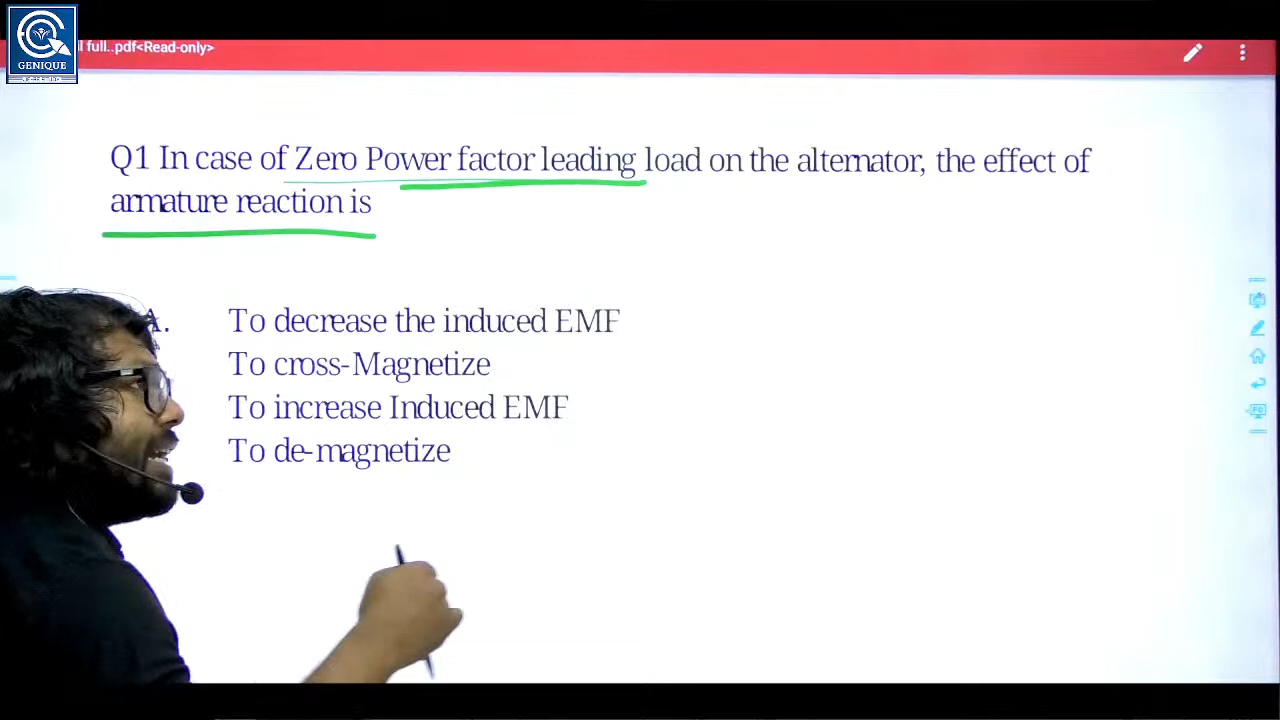 GENIQUE
l full..pdf<Read-only>
Q1 In case of Zero Power factor leading load on the alternator, the effect of
armature reaction is
A. To decrease the induced EMF
To cross-Magnetize
To increase Induced EMF
To de-magnetize